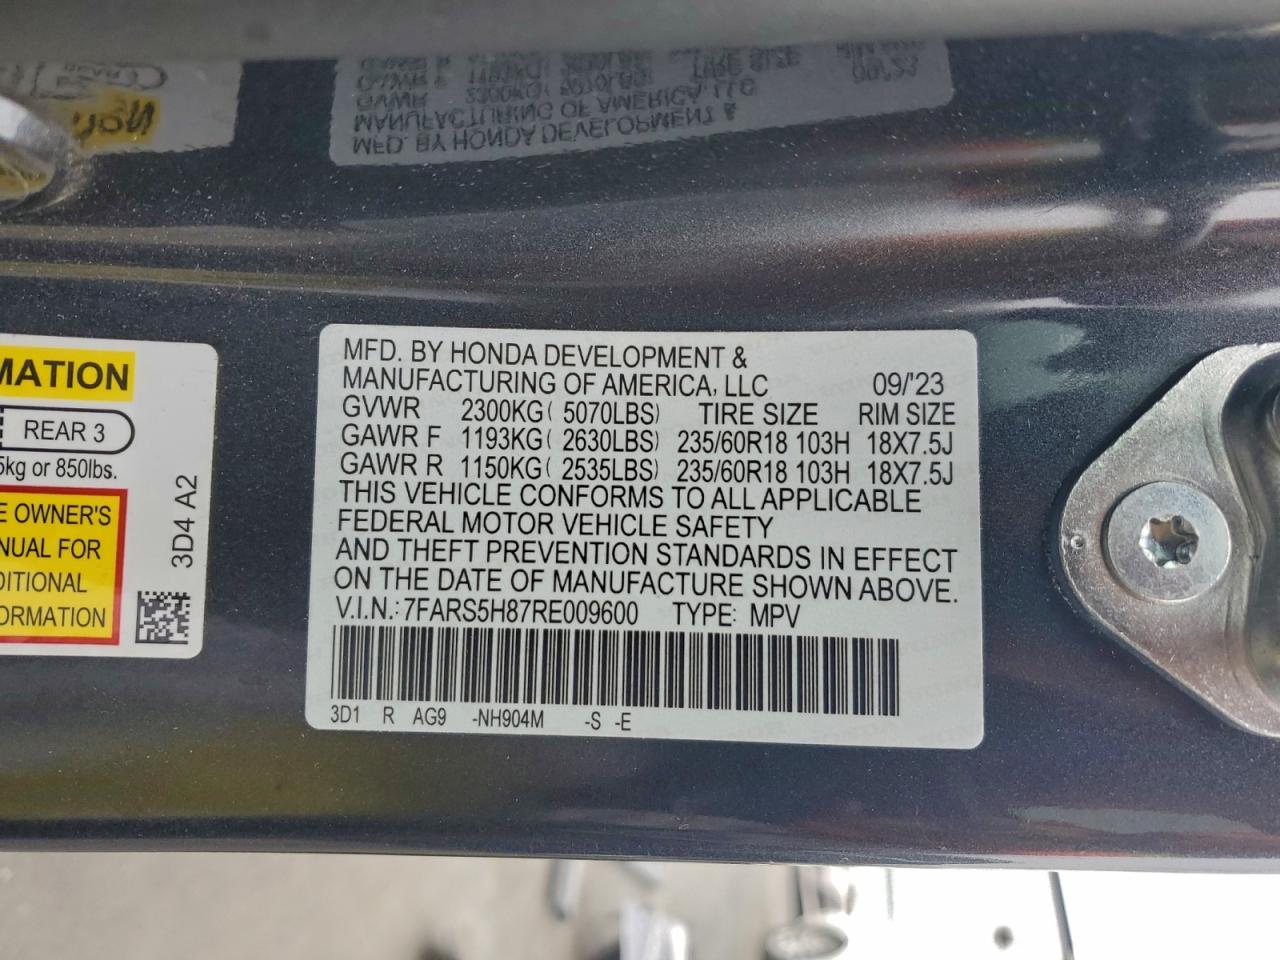 MATION
REAR 3
5kg or 850lbs.
E OWNER'S
NUAL FOR
DITIONAL
FORMATION
3D4 A2
MFD. BY HONDA DEVELOPMENT &
MANUFACTURING OF AMERICA, LLC 09/'23
GVWR 2300KG( 5070LBS) TIRE SIZE RIM SIZE
GAWR F 1193KG( 2630LBS) 235/60R18 103H 18X7.5J
GAWR R 1150KG( 2535LBS) 235/60R18 103H 18X7.5J
THIS VEHICLE CONFORMS TO ALL APPLICABLE
FEDERAL MOTOR VEHICLE SAFETY
AND THEFT PREVENTION STANDARDS IN EFFECT
ON THE DATE OF MANUFACTURE SHOWN ABOVE.
V.I.N.: 7FARS5H87RE009600 TYPE: MPV
3D1 R AG9 -NH904M -S -E